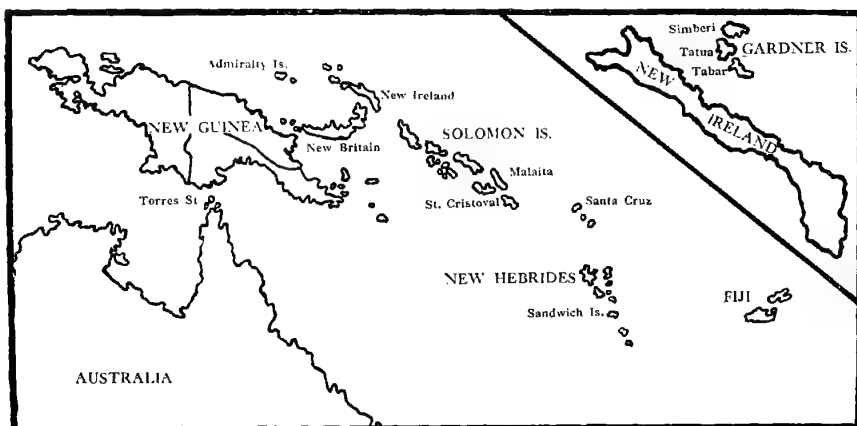 Simberi
Tatua
GARDNER IS.
Tabar
NEW
IRELAND
Admiralty Is.
New Ireland
NEW GUINEA
New Britain
SOLOMON IS.
Malaita
Torres St
St. Cristoval
Santa Cruz
NEW HEBRIDES
FIJI
Sandwich Is.
AUSTRALIA